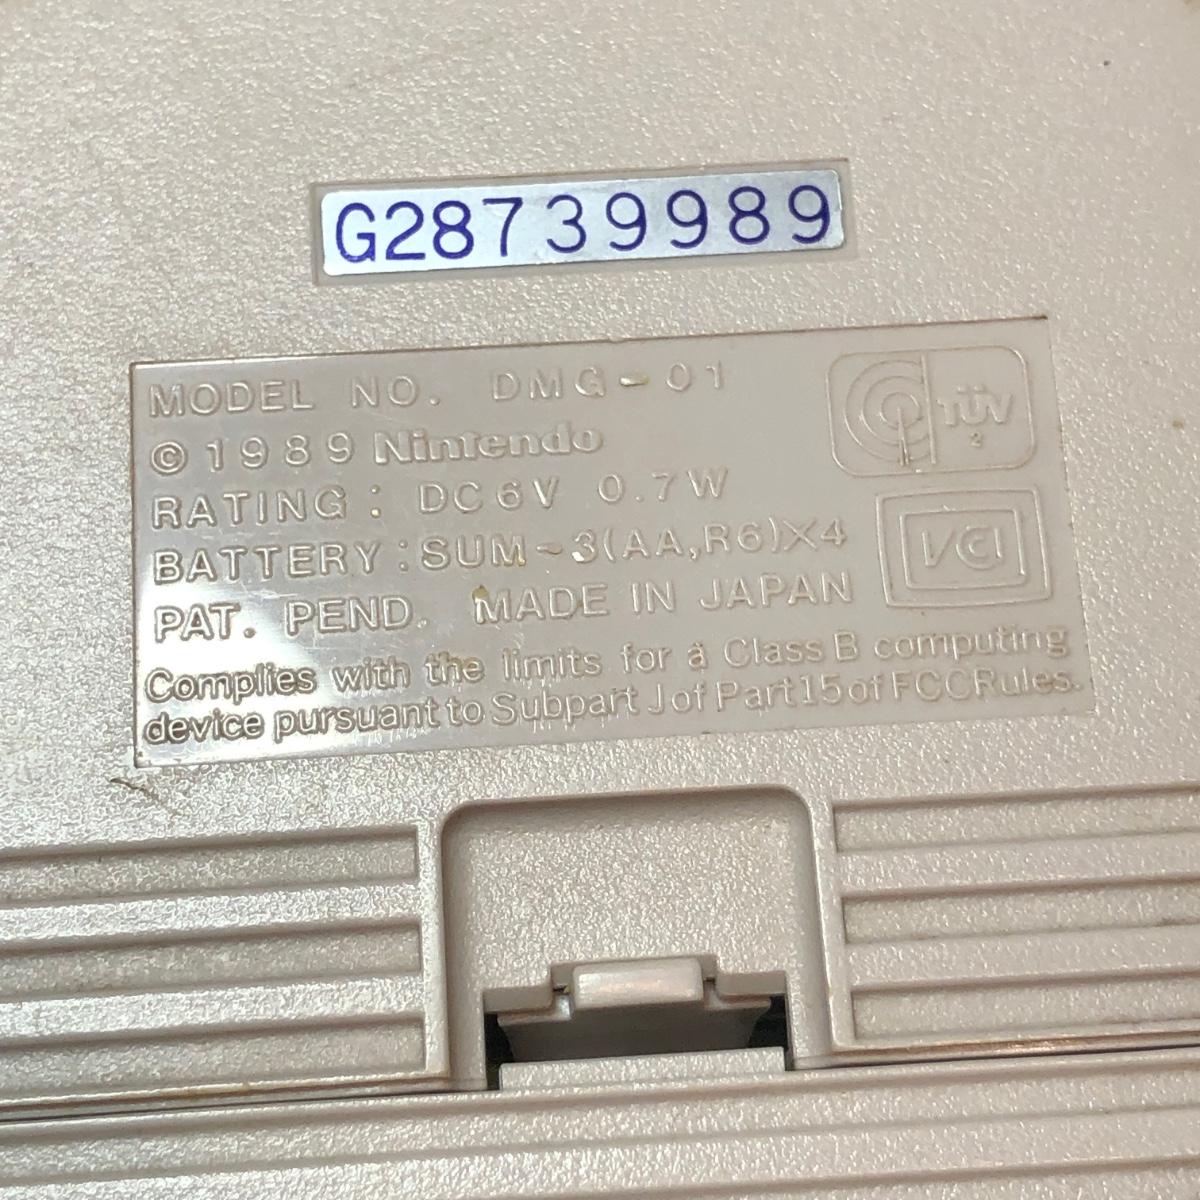 G28739989
MODEL NO. DMG-01
©1989 Nintendo
RATING : DC6V 0.7W
BATTERY : SUM-3(AA,R6)X4
PAT. PEND. MADE IN JAPAN
Complies with the limits for a Class B computing
device pursuant to Subpart J of Part 15 of FCC Rules.
TÜV
2
VCI